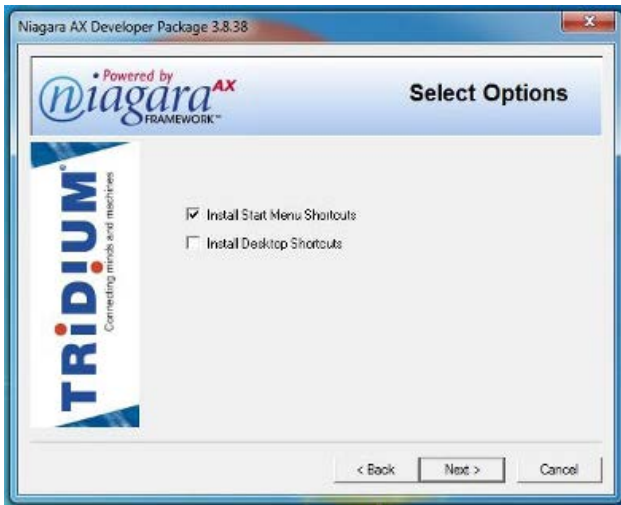 Niagara AX Developer Package 3.8.38
Powered by
niagara AX
FRAMEWORK™
Select Options
TRiDiUM
Connecting minds and machines
Install Start Menu Shortcuts
Install Desktop Shortcuts
< Back
Next >
Cancel